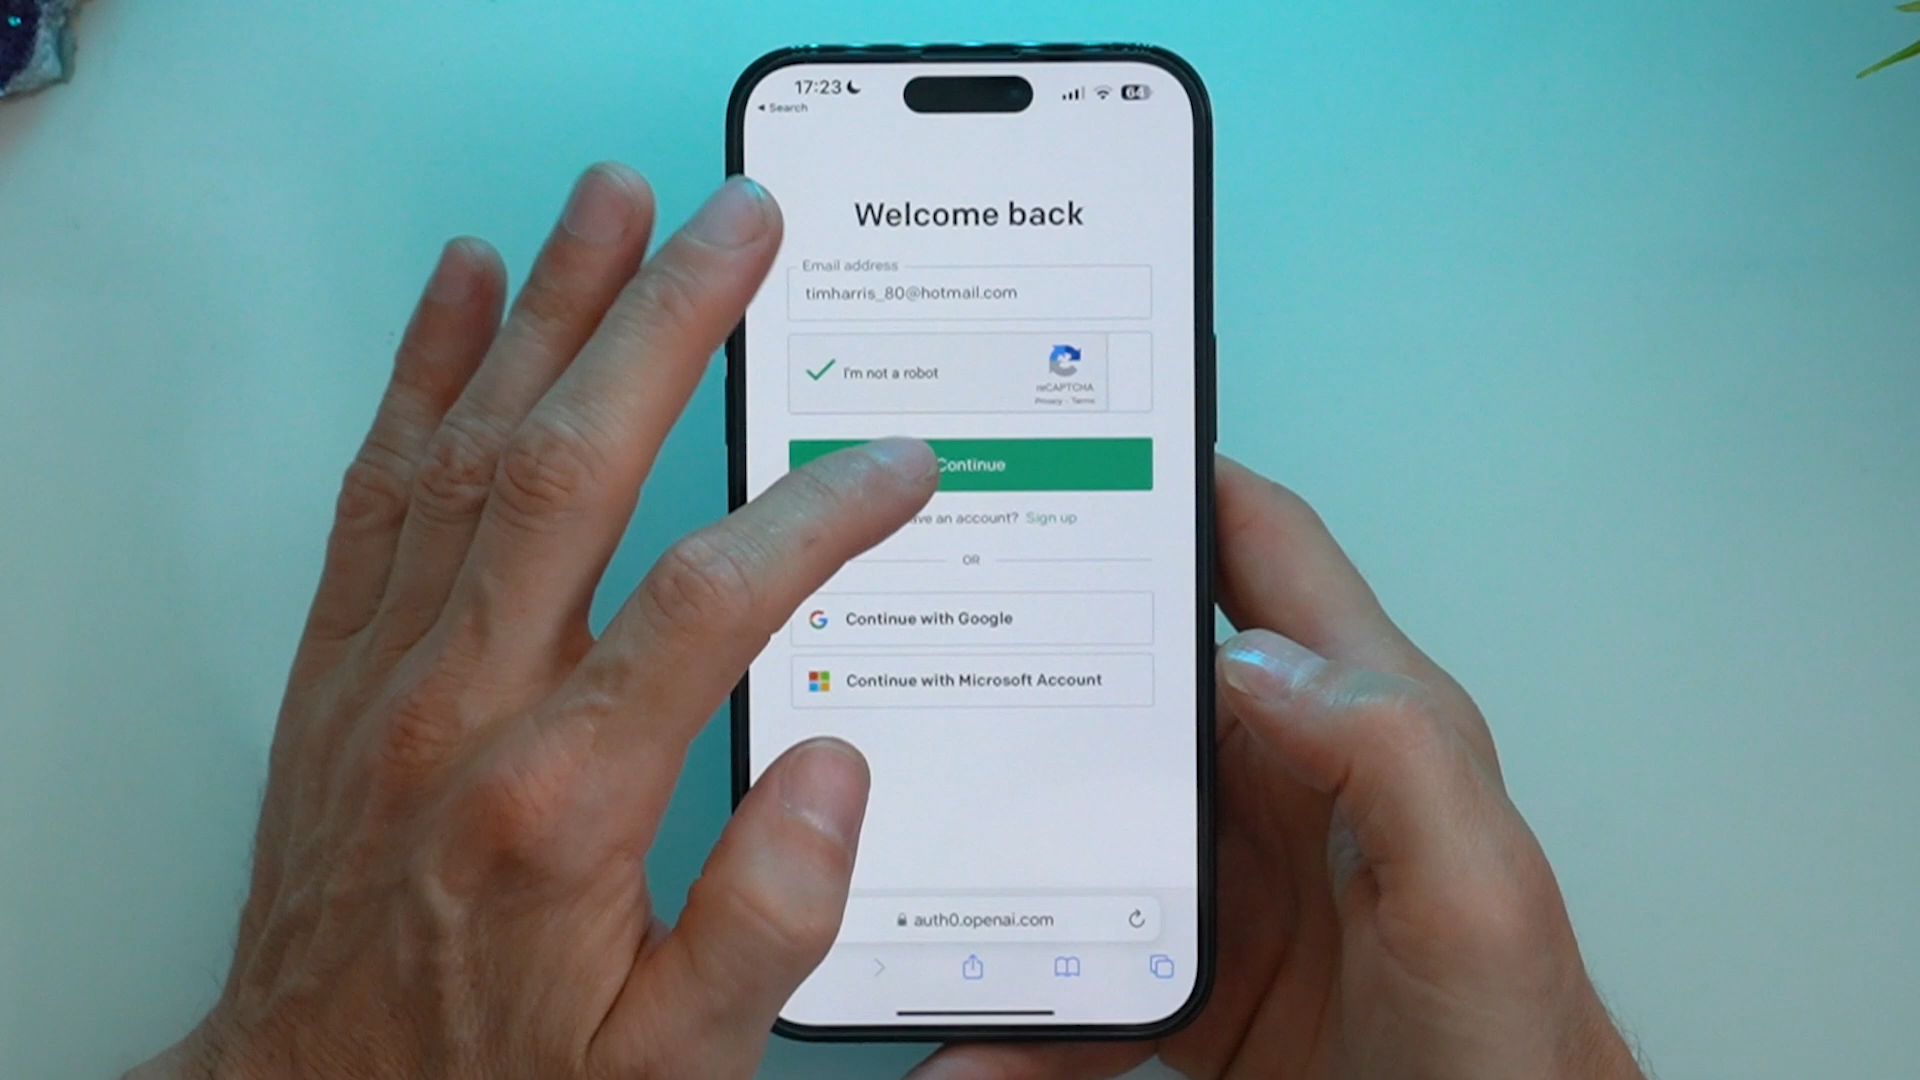 17:23
64
◂ Search
Welcome back
Email address
timharris_80@hotmail.com
I'm not a robot
reCAPTCHA
Privacy - Terms
Continue
an account? Sign up
OR
Continue with Google
Continue with Microsoft Account
auth0.openai.com